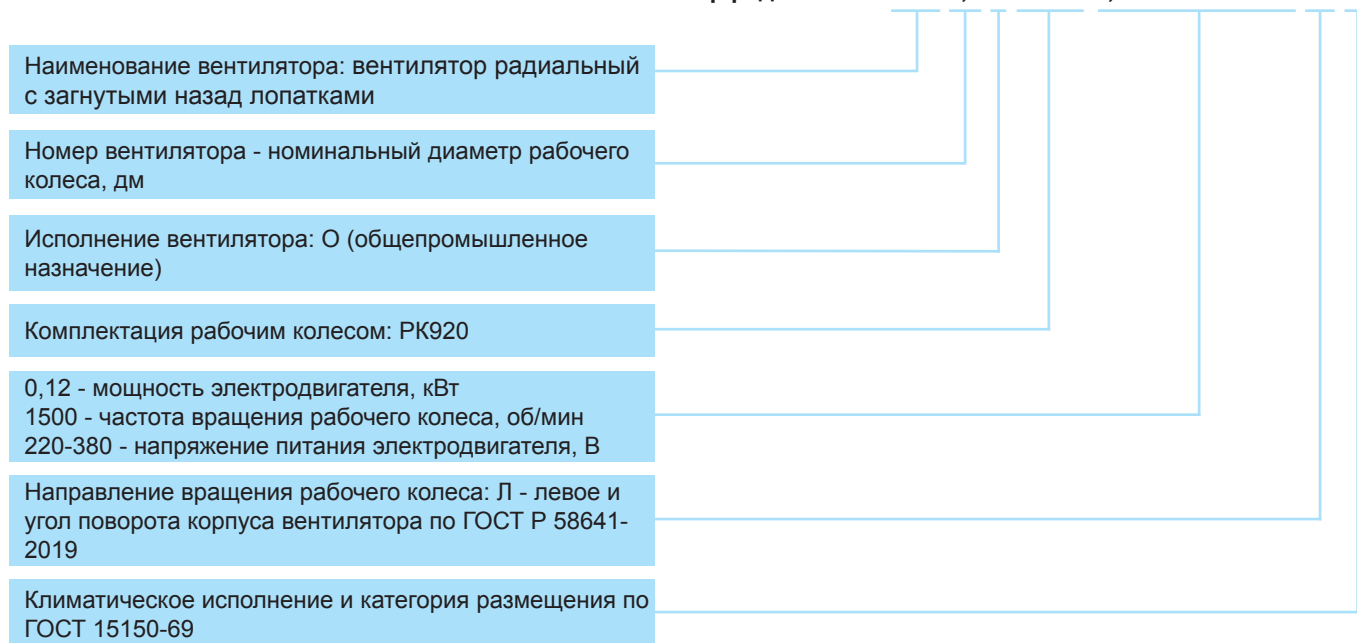 Наименование вентилятора: вентилятор радиальный
с загнутыми назад лопатками
Номер вентилятора - номинальный диаметр рабочего
колеса, дм
Исполнение вентилятора: О (общепромышленное
назначение)
Комплектация рабочим колесом: РК920
0,12 - мощность электродвигателя, кВт
1500 - частота вращения рабочего колеса, об/мин
220-380 - напряжение питания электродвигателя, В
Направление вращения рабочего колеса: Л - левое и
угол поворота корпуса вентилятора по ГОСТ Р 58641-
2019
Климатическое исполнение и категория размещения по
ГОСТ 15150-69